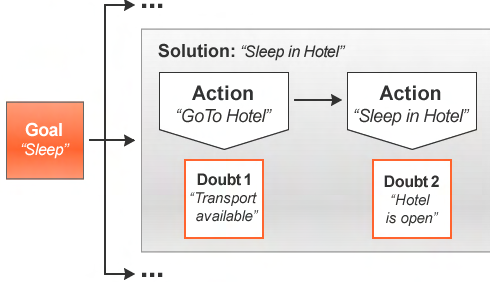 ...
Solution: “Sleep in Hotel”
Action
“GoTo Hotel”
Action
“Sleep in Hotel”
Goal
“Sleep”
Doubt 1
“Transport
available”
Doubt 2
“Hotel
is open”
...